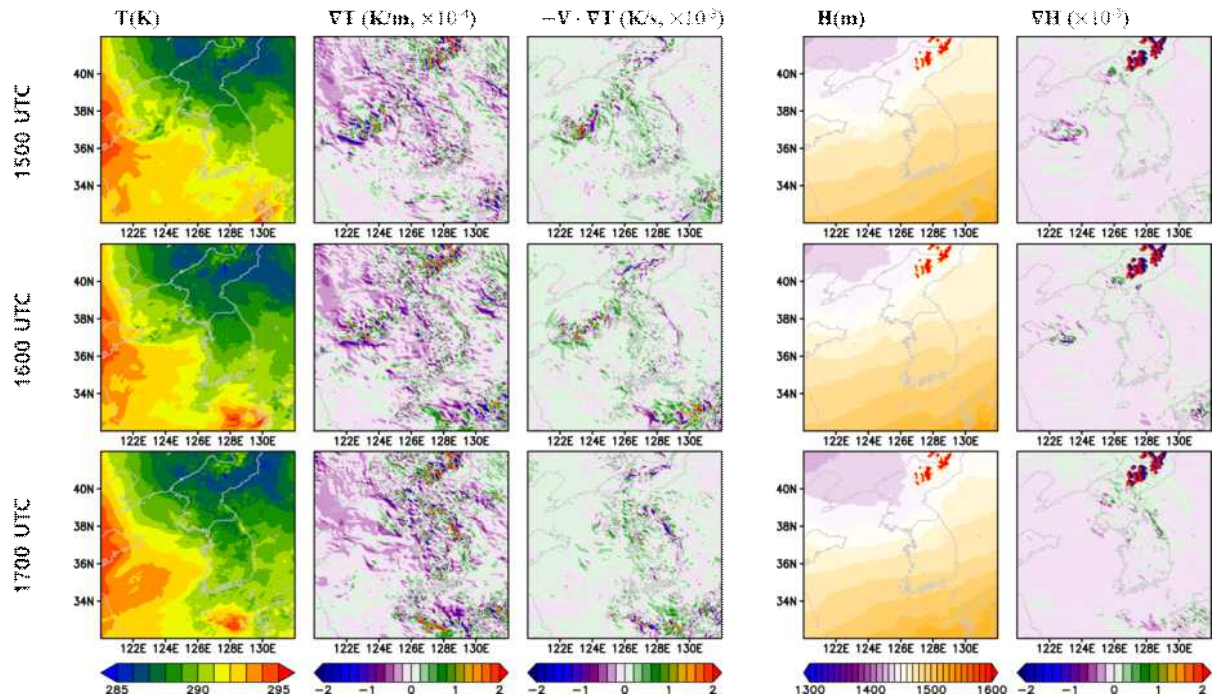 T(K) ∇T (K/m, ×10⁻⁴) −V · ∇T (K/s, ×10⁻³) H(m) ∇H (×10⁻³)
1500 UTC
40N
38N
36N
34N
122E 124E 126E 128E 130E 122E 124E 126E 128E 130E 122E 124E 126E 128E 130E 122E 124E 126E 128E 130E 122E 124E 126E 128E 130E
1600 UTC
40N
38N
36N
34N
122E 124E 126E 128E 130E 122E 124E 126E 128E 130E 122E 124E 126E 128E 130E 122E 124E 126E 128E 130E 122E 124E 126E 128E 130E
1700 UTC
40N
38N
36N
34N
122E 124E 126E 128E 130E 122E 124E 126E 128E 130E 122E 124E 126E 128E 130E 122E 124E 126E 128E 130E 122E 124E 126E 128E 130E
285 290 295 −2 −1 0 1 2 −2 −1 0 1 2 1300 1400 1500 1600 −2 −1 0 1 2